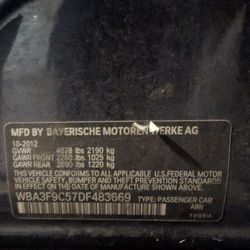 MFD BY BAYERISCHE MOTOREN WERKE AG
10-2012
GVWR 4828 lbs 2190 kg
GAWR FRONT 2260 lbs 1025 kg
GAWR REAR 2690 lbs 1220 kg
THIS VEHICLE CONFORMS TO ALL APPLICABLE
U.S. FEDERAL MOTOR VEHICLE SAFETY, BUMPER
AND THEFT PREVENTION STANDARDS IN
EFFECT ON THE DATE OF MANUFACTURE
SHOWN ABOVE
WBA3F9C57DF483669
TYPE: PASSENGER CAR